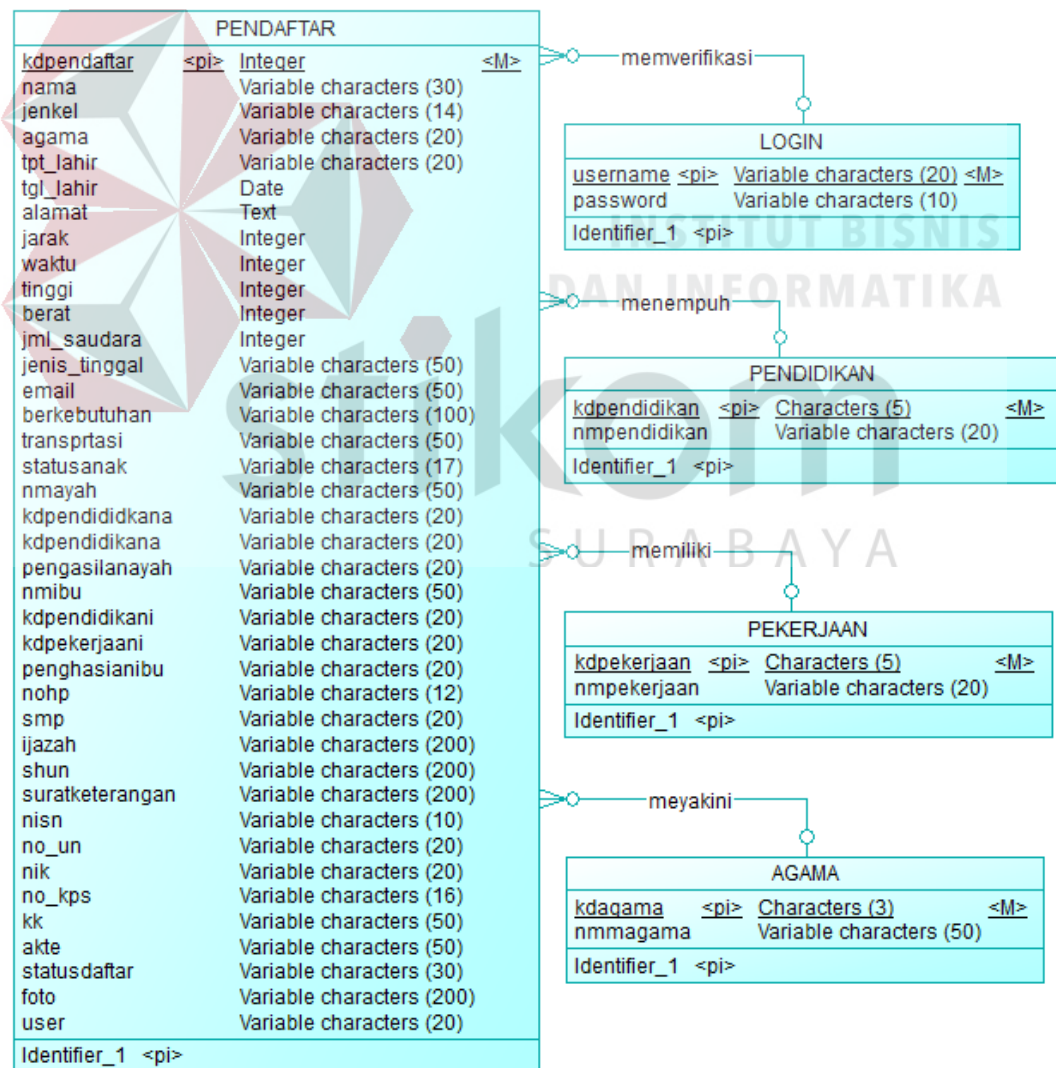 PENDAFTAR
kdpendaftar <pi> Integer <M>
nama Variable characters (30)
jenkel Variable characters (14)
agama Variable characters (20)
tpt_lahir Variable characters (20)
tgl_lahir Date
alamat Text
jarak Integer
waktu Integer
tinggi Integer
berat Integer
jml_saudara Integer
jenis_tinggal Variable characters (50)
email Variable characters (50)
berkebutuhan Variable characters (100)
transprtasi Variable characters (50)
statusanak Variable characters (17)
nmayah Variable characters (50)
kdpendididkana Variable characters (20)
kdpendidikana Variable characters (20)
pengasilanayah Variable characters (20)
nmibu Variable characters (50)
kdpendidikani Variable characters (20)
kdpekerjaani Variable characters (20)
penghasianibu Variable characters (20)
nohp Variable characters (12)
smp Variable characters (20)
ijazah Variable characters (200)
shun Variable characters (200)
suratketerangan Variable characters (200)
nisn Variable characters (10)
no_un Variable characters (20)
nik Variable characters (20)
no_kps Variable characters (16)
kk Variable characters (50)
akte Variable characters (50)
statusdaftar Variable characters (30)
foto Variable characters (200)
user Variable characters (20)
Identifier_1 <pi>
memverifikasi
LOGIN
username <pi> Variable characters (20) <M>
password Variable characters (10)
Identifier_1 <pi>
INSTITUT BISNIS
DAN INFORMATIKA
menempuh
PENDIDIKAN
kdpendidikan <pi> Characters (5) <M>
nmpendidikan Variable characters (20)
Identifier_1 <pi>
stikom
SURABAYA
memiliki
PEKERJAAN
kdpekerjaan <pi> Characters (5) <M>
nmpekerjaan Variable characters (20)
Identifier_1 <pi>
meyakini
AGAMA
kdagama <pi> Characters (3) <M>
nmmagama Variable characters (50)
Identifier_1 <pi>